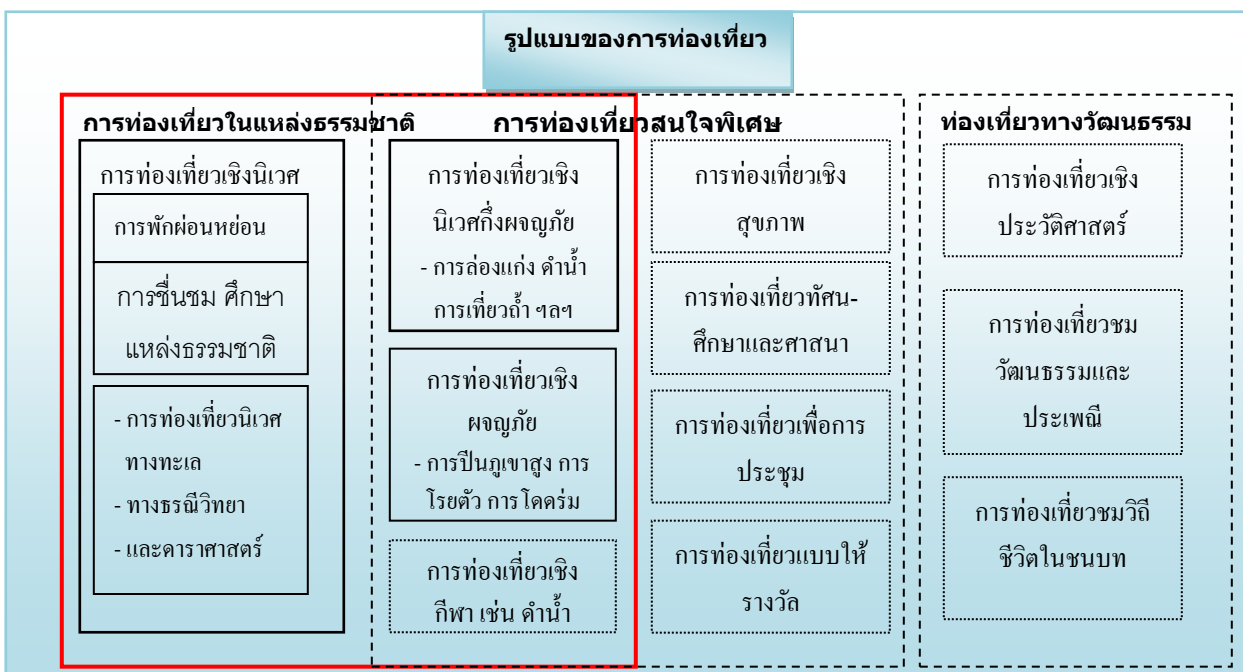 รูปแบบของการท่องเที่ยว
การท่องเที่ยวในแหล่งธรรมชาติ
การท่องเที่ยวเชิงนิเวศ
การพักผ่อนหย่อน
การชื่นชม ศึกษา
แหล่งธรรมชาติ
- การท่องเที่ยวนิเวศ
ทางทะเล
- ทางธรณีวิทยา
- และดาราศาสตร์
การท่องเที่ยวสนใจพิเศษ
การท่องเที่ยวเชิง
นิเวศกึ่งผจญภัย
- การล่องแก่ง ดำน้ำ
การเที่ยวถ้ำ ฯลฯ
การท่องเที่ยวเชิง
ผจญภัย
- การปีนภูเขาสูง การ
โรยตัว การโดดร่ม
การท่องเที่ยวเชิง
กีฬา เช่น ดำน้ำ
การท่องเที่ยวเชิง
สุขภาพ
การท่องเที่ยวทัศน-
ศึกษาและศาสนา
การท่องเที่ยวเพื่อการ
ประชุม
การท่องเที่ยวแบบให้
รางวัล
ท่องเที่ยวทางวัฒนธรรม
การท่องเที่ยวเชิง
ประวัติศาสตร์
การท่องเที่ยวชม
วัฒนธรรมและ
ประเพณี
การท่องเที่ยวชมวิถี
ชีวิตในชนบท